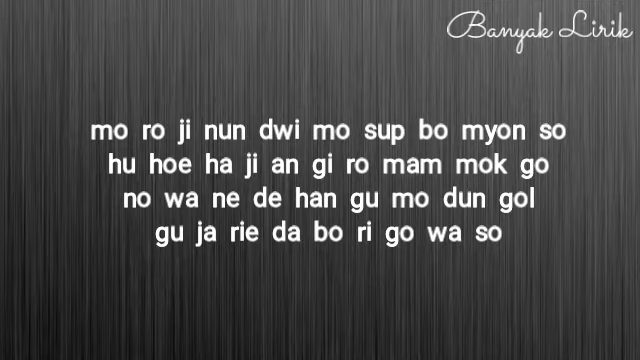 Banyak Lirik
mo ro ji nun dwi mo sup bo myon so
hu hoe ha ji an gi ro mam mok go
no wa ne de han gu mo dun gol
gu ja rie da bo ri go wa so